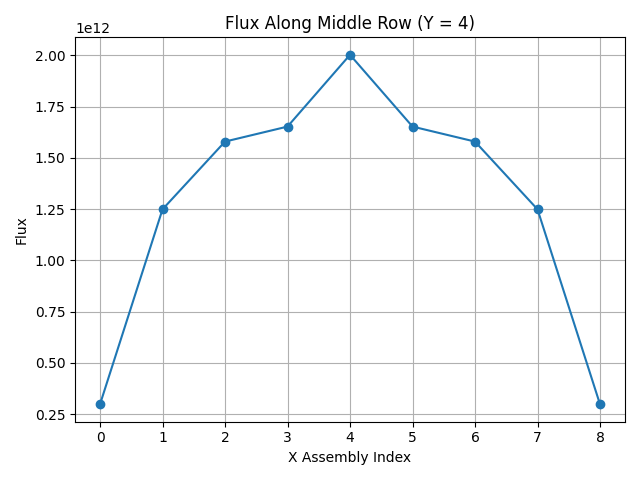 Flux Along Middle Row (Y = 4)
1e12
2.00
1.75
1.50
1.25
1.00
0.75
0.50
0.25
Flux
0 1 2 3 4 5 6 7 8
X Assembly Index